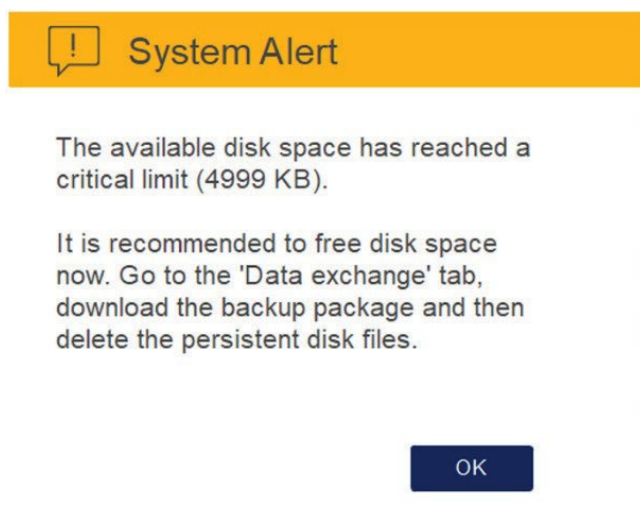 System Alert
The available disk space has reached a
critical limit (4999 KB).
It is recommended to free disk space
now. Go to the 'Data exchange' tab,
download the backup package and then
delete the persistent disk files.
OK